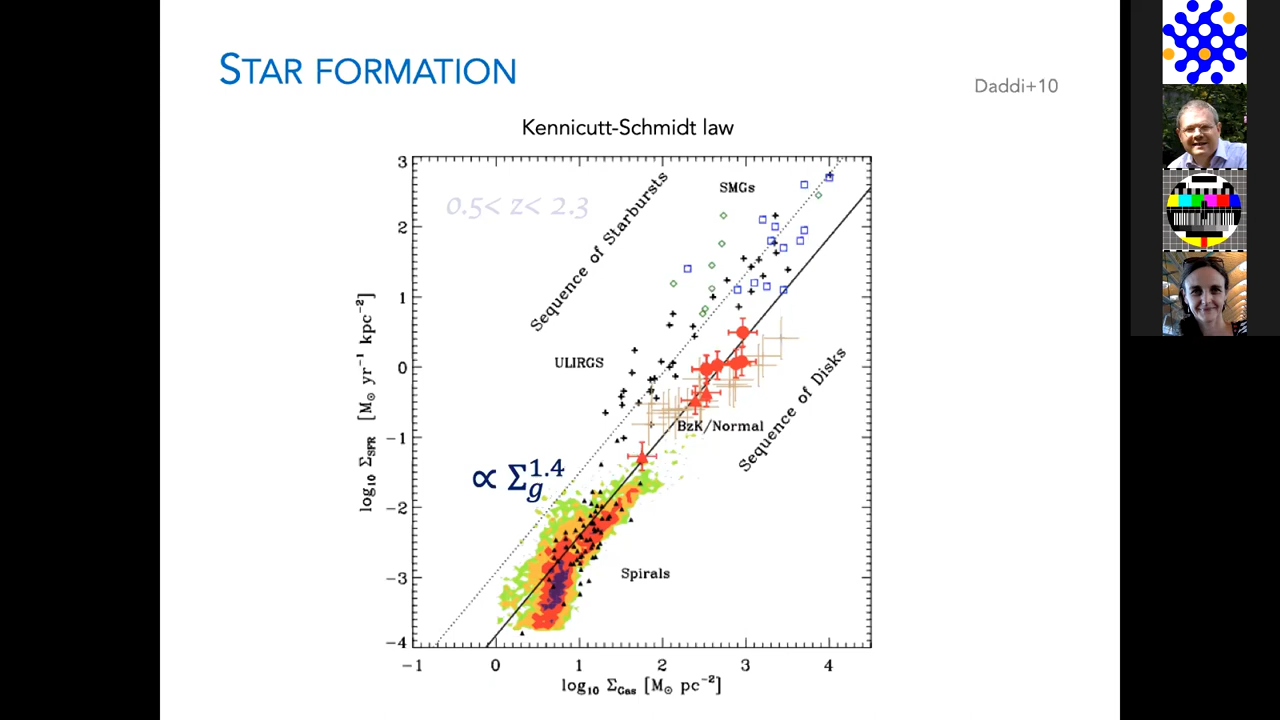 STAR FORMATION
Daddi+10
Kennicutt-Schmidt law
0.5< z< 2.3
SMGs
Sequence of Starbursts
ULIRGS
BzK/Normal
Sequence of Disks
∝ Σg^1.4
Spirals
3
2
1
0
−1
−2
−3
−4
log₁₀ ΣSFR [M⊙ yr⁻¹ kpc⁻²]
−1 0 1 2 3 4
log₁₀ ΣGas [M⊙ pc⁻²]